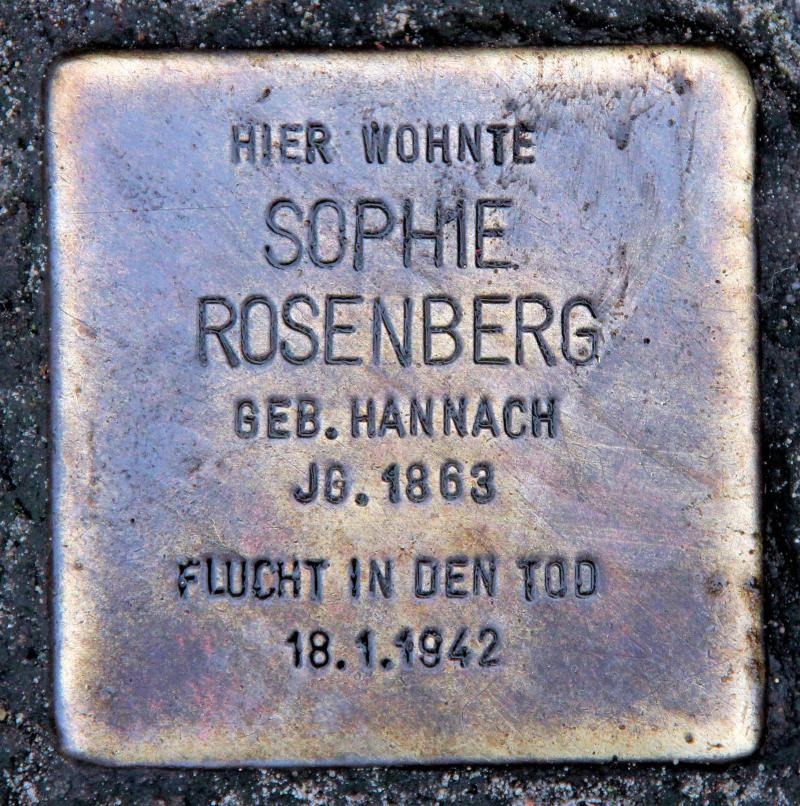 HIER WOHNTE
SOPHIE
ROSENBERG
GEB. HANNACH
JG. 1863
FLUCHT IN DEN TOD
18.1.1942